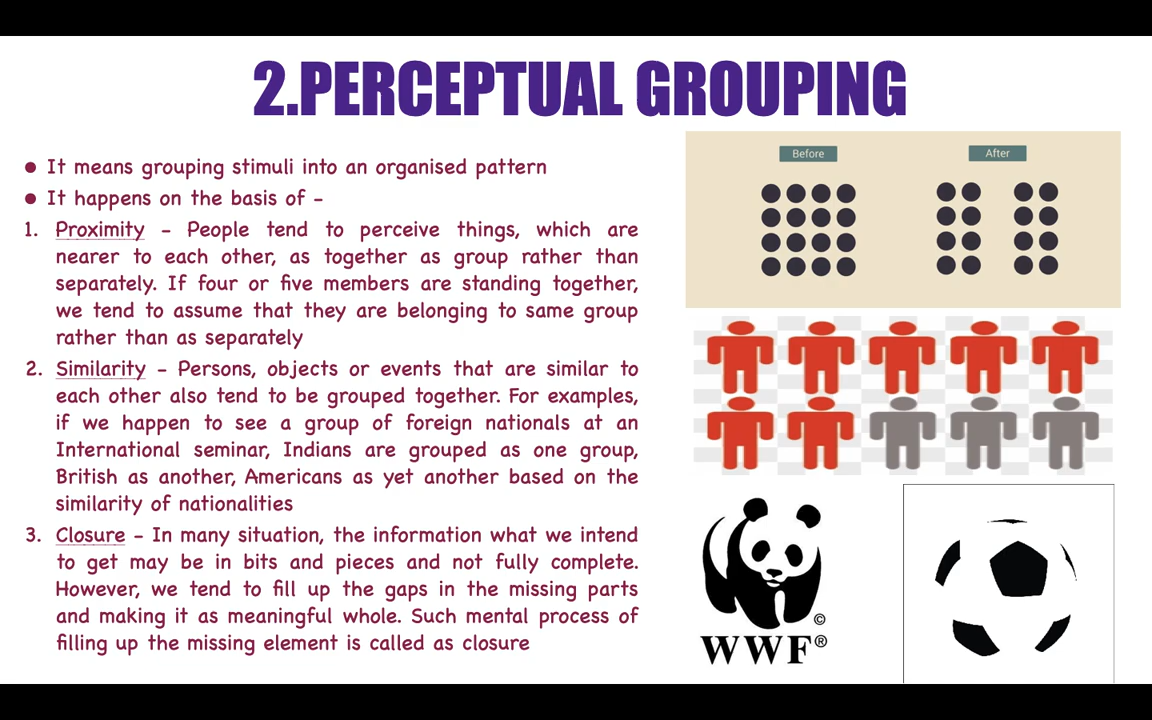 2.PERCEPTUAL GROUPING
• It means grouping stimuli into an organised pattern
• It happens on the basis of -
1. Proximity - People tend to perceive things, which are
nearer to each other, as together as group rather than
separately. If four or five members are standing together,
we tend to assume that they are belonging to same group
rather than as separately
2. Similarity - Persons, objects or events that are similar to
each other also tend to be grouped together. For examples,
if we happen to see a group of foreign nationals at an
International seminar, Indians are grouped as one group,
British as another, Americans as yet another based on the
similarity of nationalities
3. Closure - In many situation, the information what we intend
to get may be in bits and pieces and not fully complete.
However, we tend to fill up the gaps in the missing parts
and making it as meaningful whole. Such mental process of
filling up the missing element is called as closure
Before
After
©
WWF®